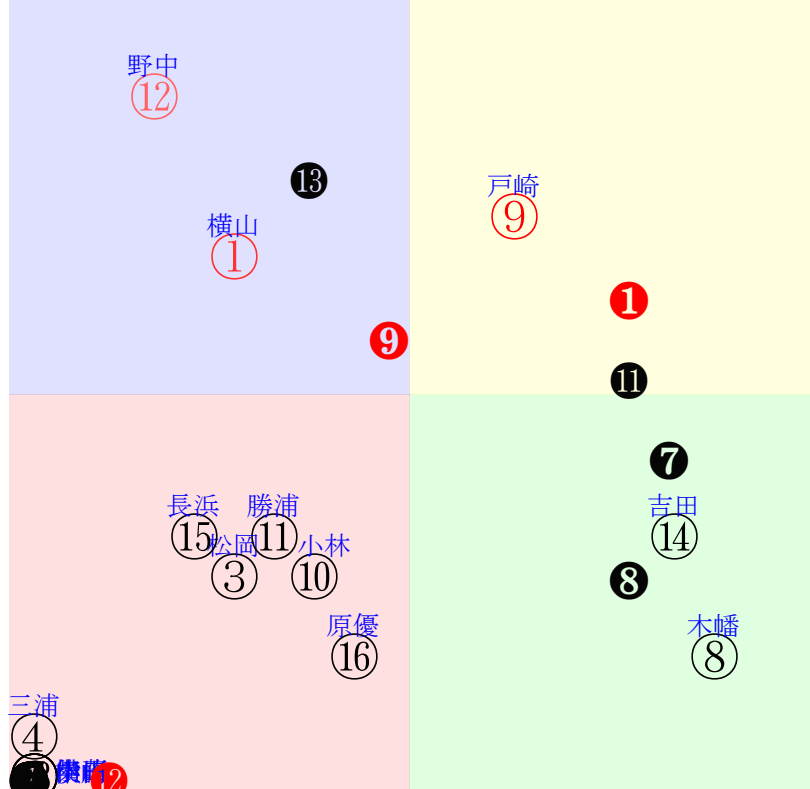 野中
⑫
⓭
戸崎
⑨
横山
①
❶
❾
⓫
❼
長浜 勝浦
吉田
⑮ ⑪
⑭
松岡 小林
③ ⑩
❽
原優
木幡
⑯
⑧
三浦
④
⓬